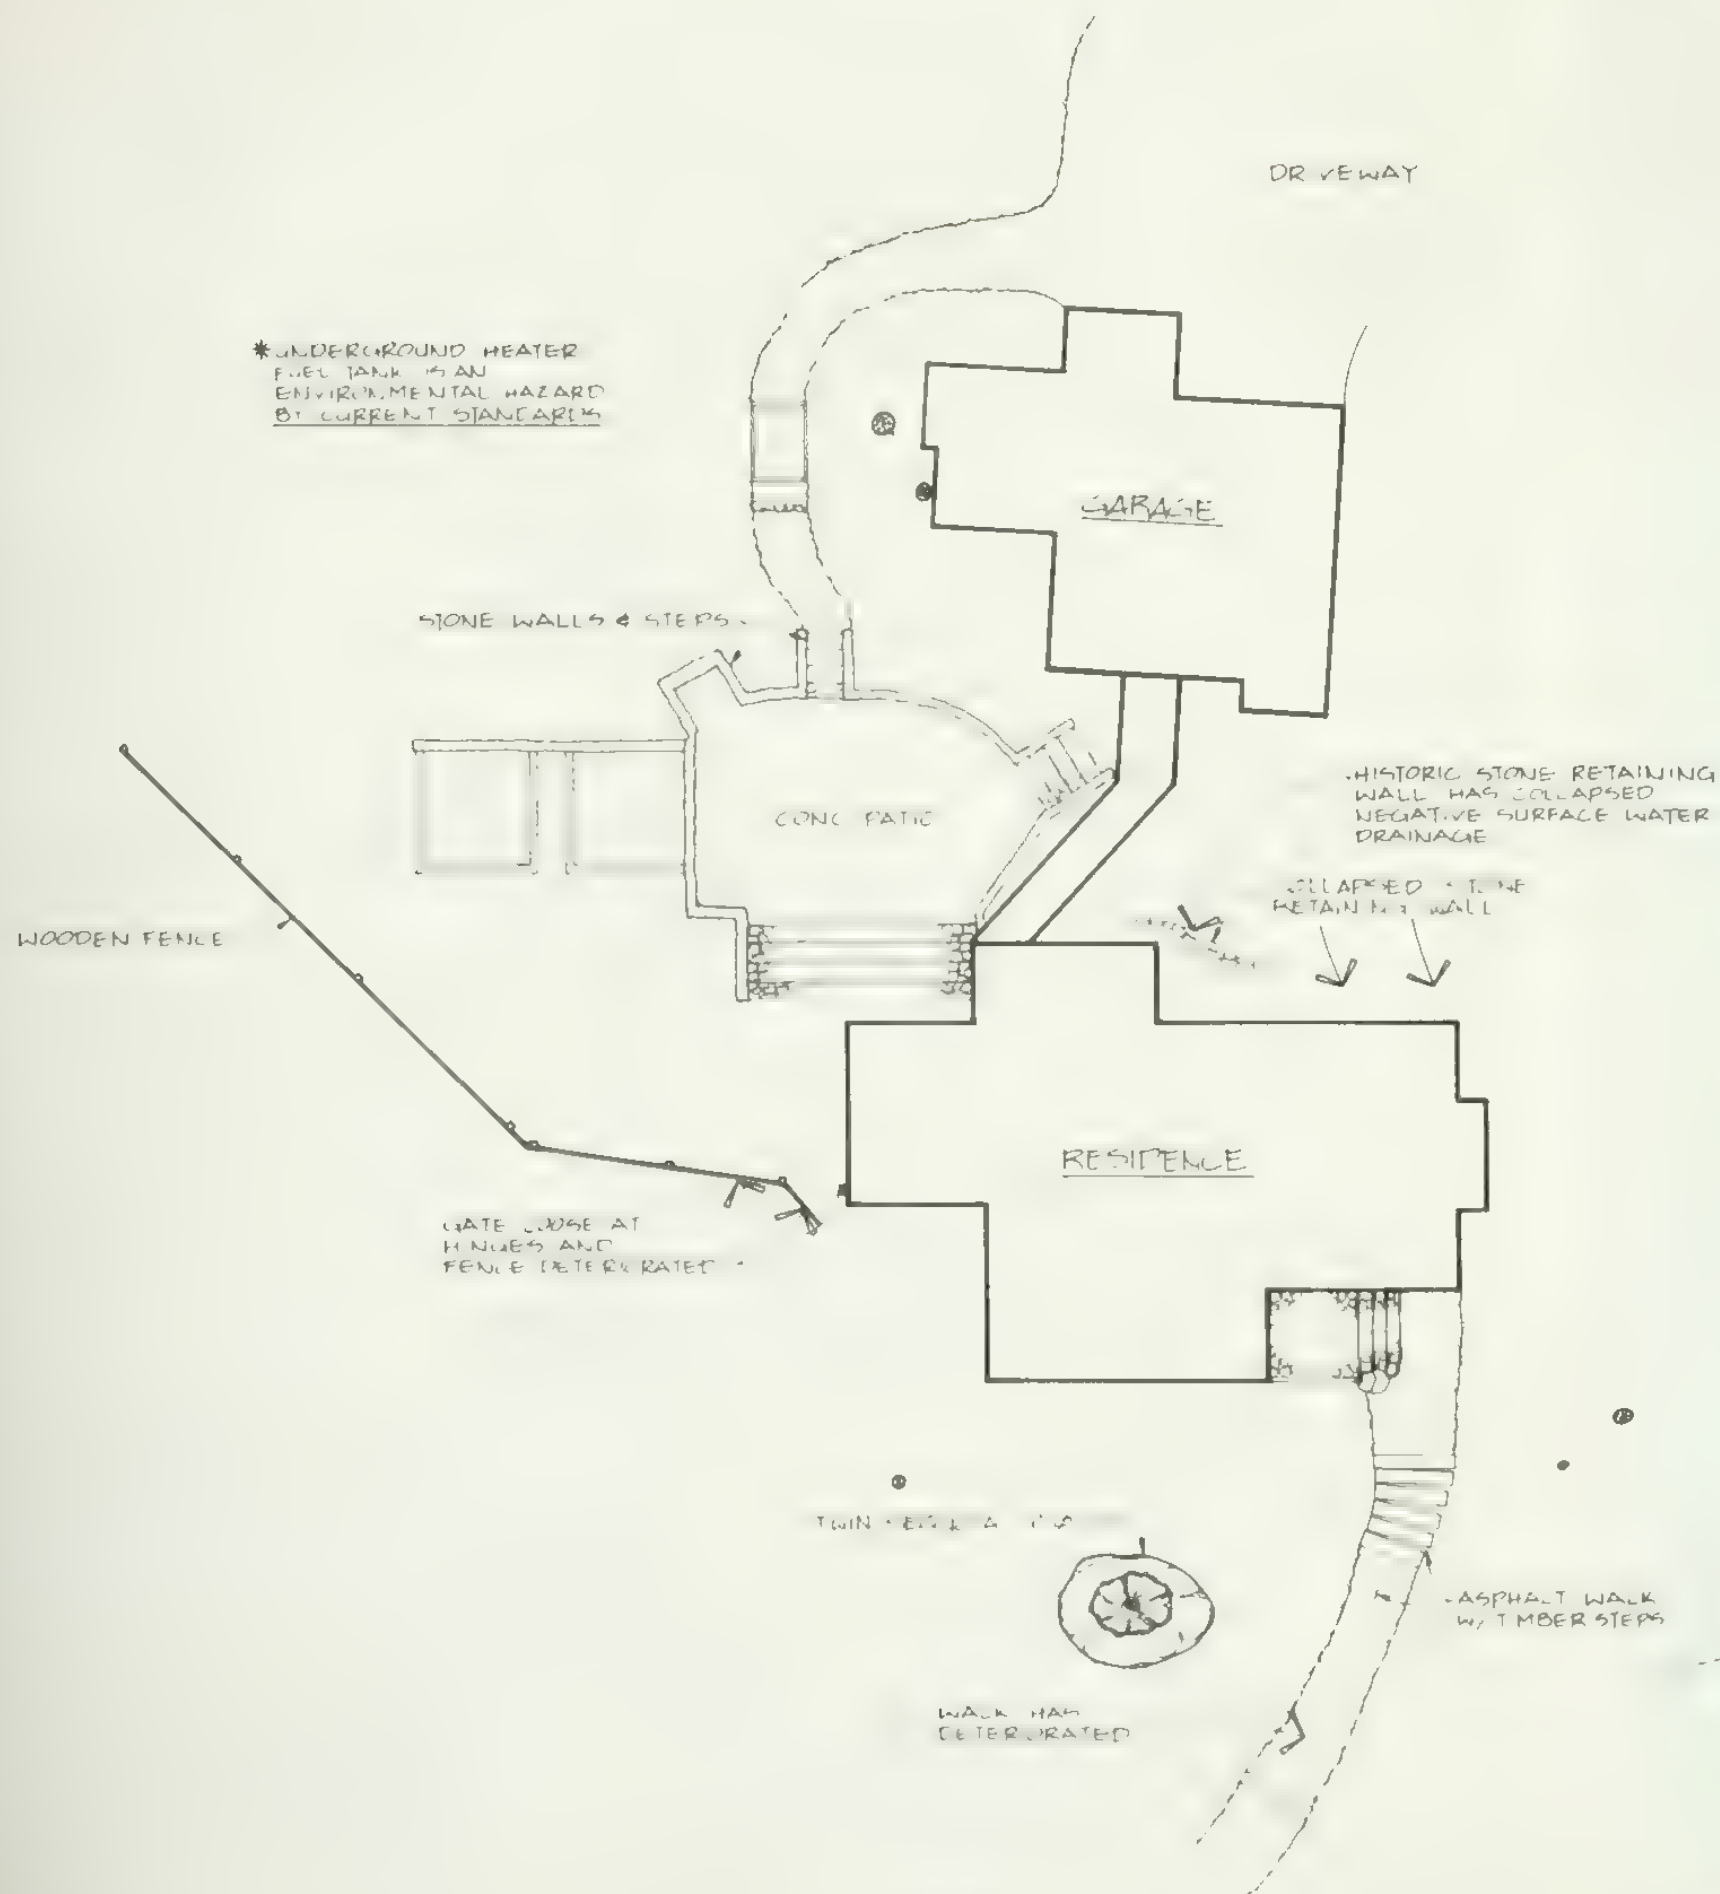 DRIVEWAY
*UNDERGROUND HEATER
FUEL TANK IS AN
ENVIRONMENTAL HAZARD
BY CURRENT STANDARDS
GARAGE
STONE WALLS & STEPS
HISTORIC STONE RETAINING
WALL HAS COLLAPSED
NEGATIVE SURFACE WATER
DRAINAGE
CONC PATIO
COLLAPSED STONE
RETAINING WALL
WOODEN FENCE
RESIDENCE
GATE LOOSE AT
HINGES AND
FENCE DETERIORATED
TWIN
ASPHALT WALK
W/ TIMBER STEPS
WALK HAS
DETERIORATED